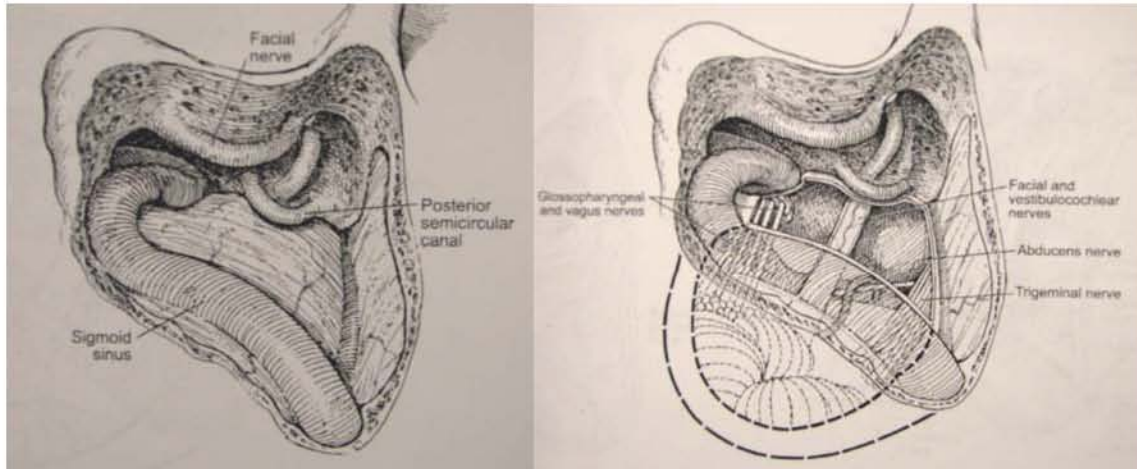 Facial
nerve
Posterior
semicircular
canal
Sigmoid
sinus
Glossopharyngeal
and vagus nerves
Facial and
vestibulocochlear
nerves
Abducens nerve
Trigeminal nerve